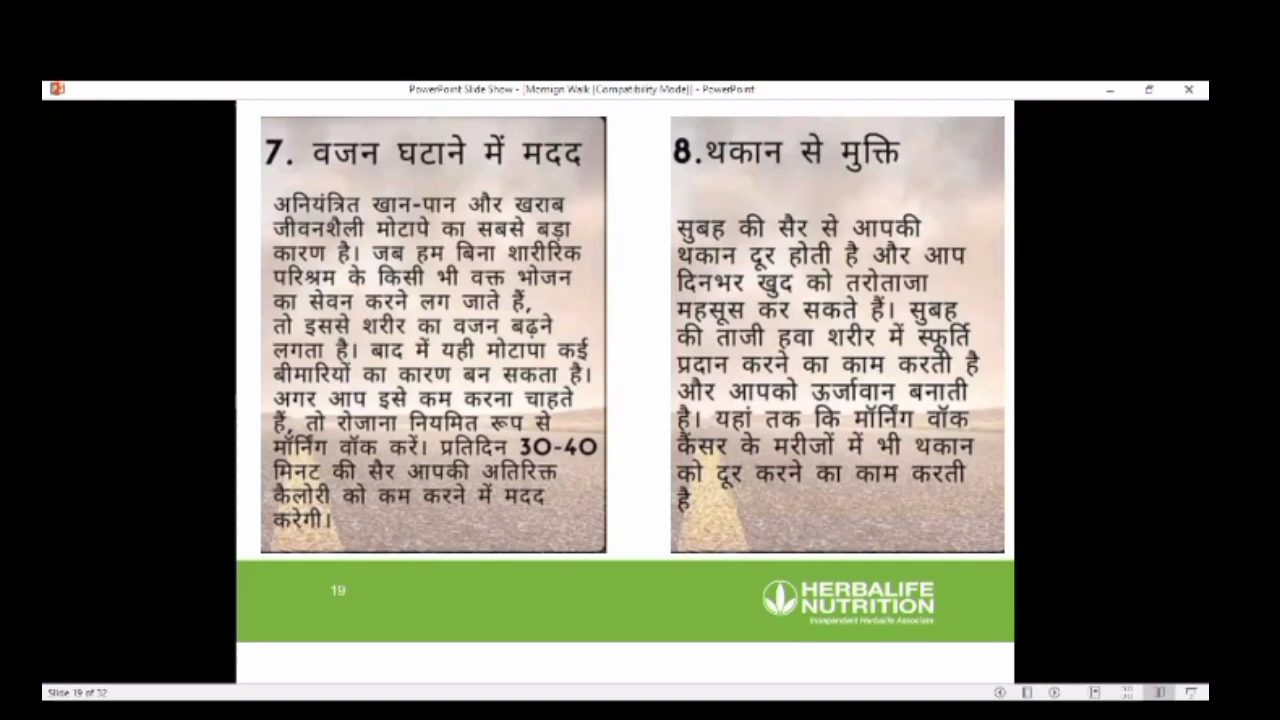 PowerPoint Slide Show - [Mornign Walk [Compatibility Mode]] - PowerPoint
7. वजन घटाने में मदद
अनियंत्रित खान-पान और खराब
जीवनशैली मोटापे का सबसे बड़ा
कारण है। जब हम बिना शारीरिक
परिश्रम के किसी भी वक्त भोजन
का सेवन करने लग जाते हैं,
तो इससे शरीर का वजन बढ़ने
लगता है। बाद में यही मोटापा कई
बीमारियों का कारण बन सकता है।
अगर आप इसे कम करना चाहते
हैं, तो रोजाना नियमित रूप से
मॉर्निंग वॉक करें। प्रतिदिन 30-40
मिनट की सैर आपकी अतिरिक्त
कैलोरी को कम करने में मदद
करेगी।
8.थकान से मुक्ति
सुबह की सैर से आपकी
थकान दूर होती है और आप
दिनभर खुद को तरोताजा
महसूस कर सकते हैं। सुबह
की ताजी हवा शरीर में स्फूर्ति
प्रदान करने का काम करती है
और आपको ऊर्जावान बनाती
है। यहां तक कि मॉर्निंग वॉक
कैंसर के मरीजों में भी थकान
को दूर करने का काम करती
है
19
HERBALIFE
NUTRITION
Independent Herbalife Associate
Slide 19 of 32